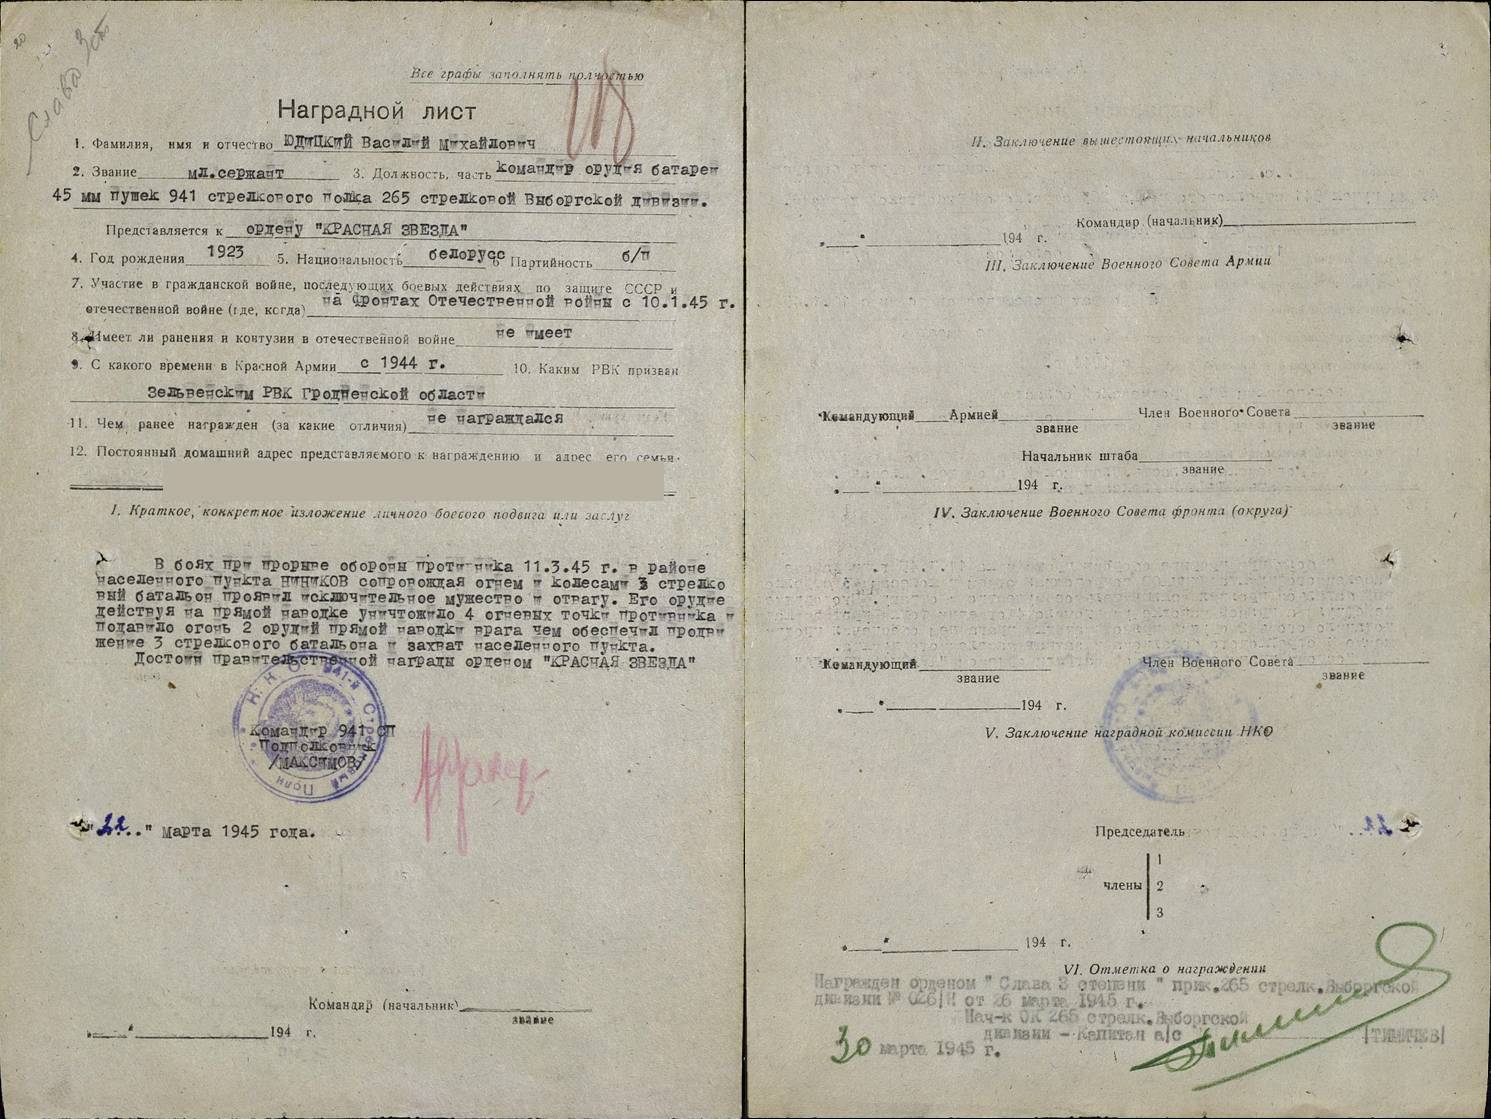 20
Слава 3 ст
Все графы заполнять полностью
118
Наградной лист
1. Фамилия, имя и отчество ЮДИЦКИЙ Василий Михайлович
2. Звание мл.сержант 3. Должность, часть командир орудия батареи
45 мм пушек 941 стрелкового полка 265 стрелковой Выборгской дивизии.
Представляется к ордену "КРАСНАЯ ЗВЕЗДА"
4. Год рождения 1923 5. Национальность белорусс 6 Партийность б/п
7. Участие в гражданской войне, последующих боевых действиях по защите СССР и
отечественной войне (где, когда) на фронтах Отечественной войны с 10.1.45 г.
8. Имеет ли ранения и контузии в отечественной войне не имеет
9. С какого времени в Красной Армии с 1944 г. 10. Каким РВК призван
Зельвенским РВК Гродненской области
11. Чем ранее награжден (за какие отличия) не награждался
12. Постоянный домашний адрес представляемого к награждению и адрес его семьи.
I. Краткое, конкретное изложение личного боевого подвига или заслуг
В боях при прорыве обороны противника 11.3.45 г. в районе
населенного пункта НИНИКОВ сопровождая огнем и колесами 3 стрелко
вый батальон проявил исключительное мужество и отвагу. Его орудие
действуя на прямой наводке уничтожило 4 огневых точки противника и
подавило огонь 2 орудий прямой наводки врага чем обеспечил продви
жение 3 стрелкового батальона и захват населенного пункта.
Достоин правительственной награды орденом "КРАСНАЯ ЗВЕЗДА"
Н.К.О. 941-й Стрелковый Полк
Командир 941 СП
Подполковник
/МАКСИМОВ/
"22.." марта 1945 года.
Командир (начальник)
звание
" " 194 г.
II. Заключение вышестоящих начальников
Командир (начальник)
" " 194 г.
III. Заключение Военного Совета Армии
Командующий Армией Член Военного Совета
звание звание
Начальник штаба
звание
" " 194 г.
IV. Заключение Военного Совета фронта (округа)
Командующий Член Военного Совета
звание звание
" " 194 г.
V. Заключение наградной комиссии НКО
Председатель
члены
1
2
3
" " 194 г.
VI. Отметка о награждении
Награжден орденом " Слава 3 степени " прик.265 стрелк.Выборгской
дивизии № 026/Н от 26 марта 1945 г.
Нач-к ОК 265 стрелк.Выборгской
дивизии - Капитан а/с /ТИМИЧЕВ/
30 марта 1945 г.